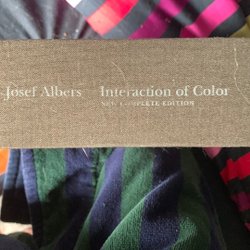 Josef Albers Interaction of Color
NEW COMPLETE EDITION